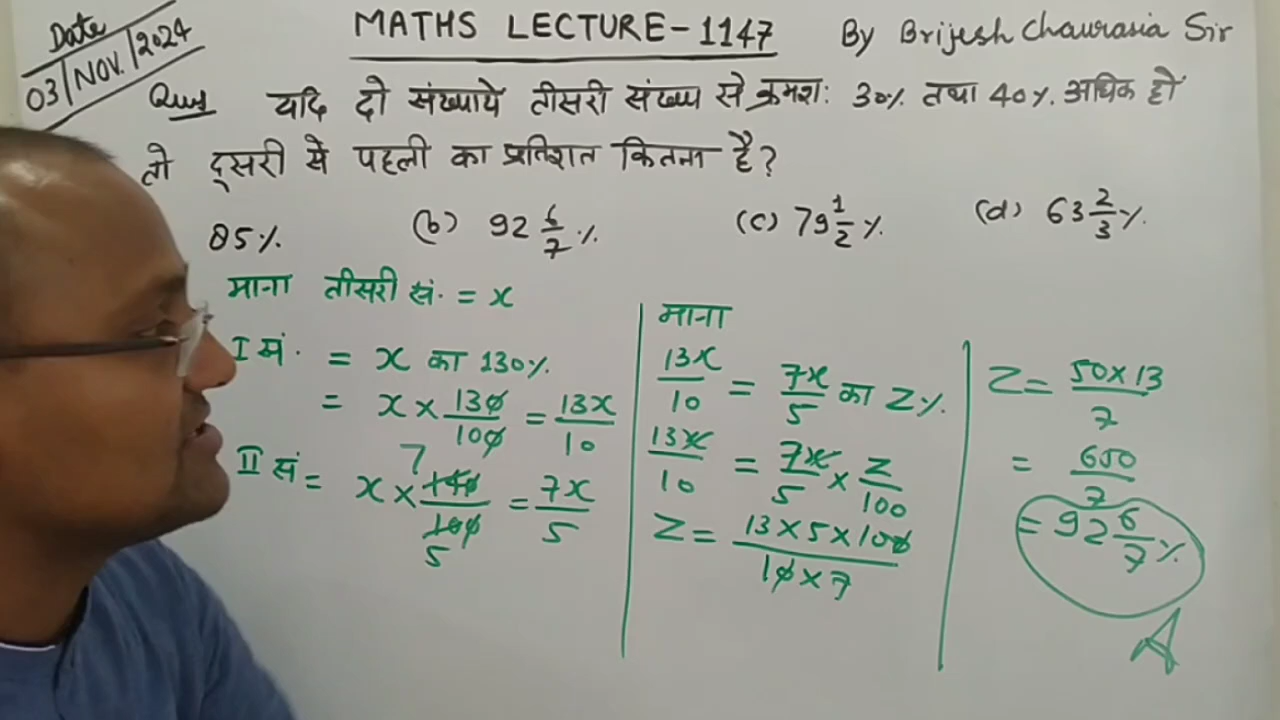 Date
03/NOV./2024
MATHS LECTURE-1147
By Brijesh Chaurasia Sir
Ques यदि दो संख्याये तीसरी संख्या से क्रमश: 30% तथा 40% अधिक हो
तो दूसरी से पहली का प्रतिशत कितना है?
85% (b) 92 6/7 % (c) 79 1/2 % (d) 63 2/3 %
माना तीसरी सं. = x
I सं. = x का 130%
= x × 130/100 = 13x/10
II सं = x × 140/100 = 7x/5
7
5
माना
13x/10 = 7x/5 का Z%
13x/10 = 7x/5 × Z/100
Z = 13×5×100/10×7
Z = 50×13/7
= 650/7
= 92 6/7 %
A